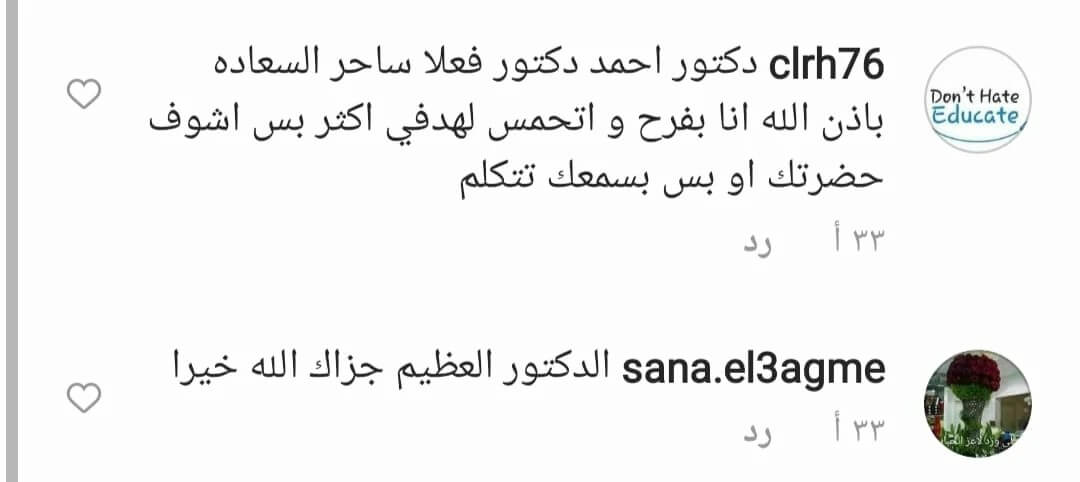 clrh76 دكتور احمد دكتور فعلا ساحر السعاده
باذن الله انا بفرح و اتحمس لهدفي اكثر بس اشوف
حضرتك او بس بسمعك تتكلم
٣٣ أ رد
Don't Hate
Educate
sana.el3agme الدكتور العظيم جزاك الله خيرا
٣٣ أ رد